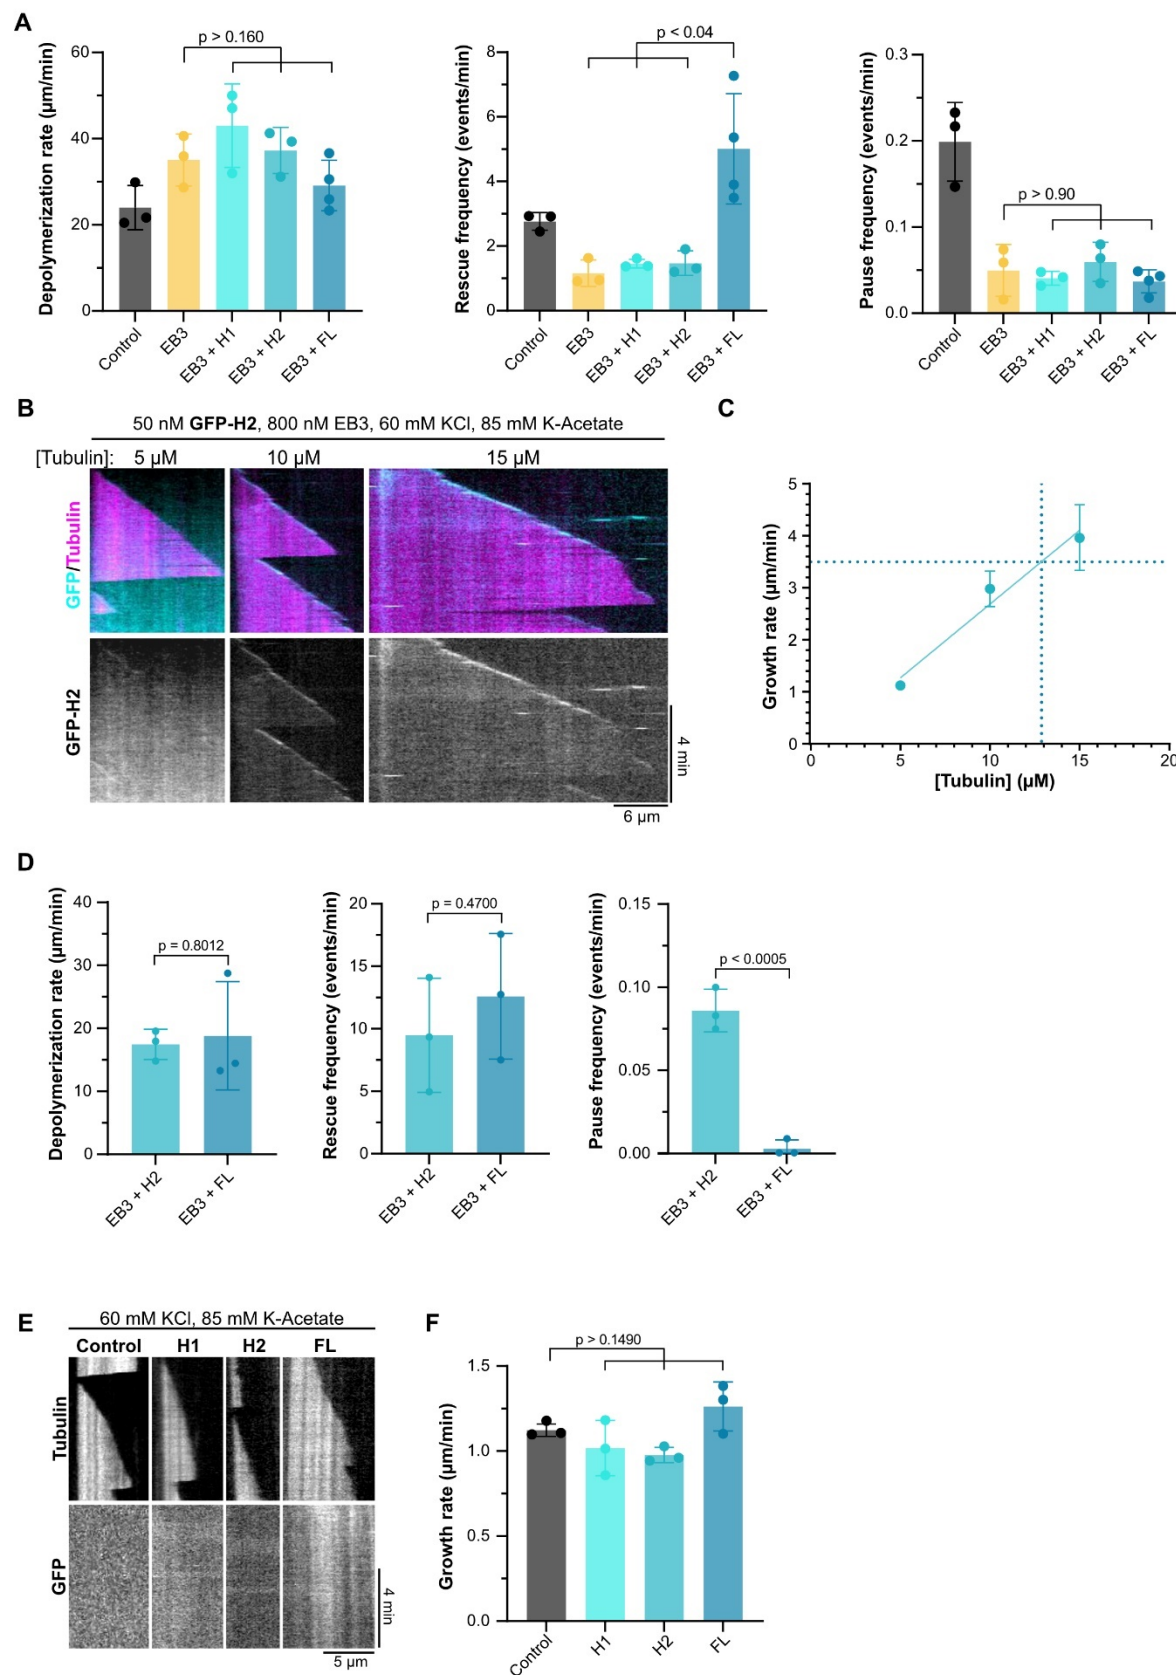 A
Depolymerization rate (µm/min)
60
40
20
0
p > 0.160
Control
EB3
EB3 + H1
EB3 + H2
EB3 + FL
Rescue frequency (events/min)
8
6
4
2
0
p < 0.04
Control
EB3
EB3 + H1
EB3 + H2
EB3 + FL
Pause frequency (events/min)
0.3
0.2
0.1
0.0
p > 0.90
Control
EB3
EB3 + H1
EB3 + H2
EB3 + FL
B
50 nM GFP-H2, 800 nM EB3, 60 mM KCl, 85 mM K-Acetate
[Tubulin]: 5 µM 10 µM 15 µM
GFP/Tubulin
GFP-H2
4 min
6 µm
C
Growth rate (µm/min)
5
4
3
2
1
0
0 5 10 15 20
[Tubulin] (µM)
D
Depolymerization rate (µm/min)
40
30
20
10
0
p = 0.8012
EB3 + H2
EB3 + FL
Rescue frequency (events/min)
20
15
10
5
0
p = 0.4700
EB3 + H2
EB3 + FL
Pause frequency (events/min)
0.15
0.10
0.05
0.00
p < 0.0005
EB3 + H2
EB3 + FL
E
60 mM KCl, 85 mM K-Acetate
Control H1 H2 FL
Tubulin
GFP
4 min
5 µm
F
Growth rate (µm/min)
1.5
1.0
0.5
0.0
p > 0.1490
Control
H1
H2
FL